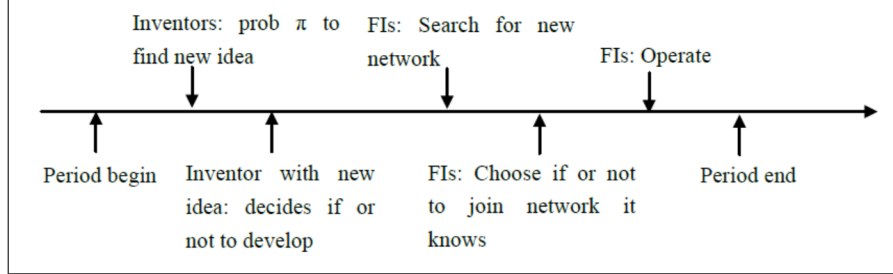 Inventors: prob π to
find new idea
FIs: Search for new
network
FIs: Operate
Period begin
Inventor with new
idea: decides if or
not to develop
FIs: Choose if or not
to join network it
knows
Period end